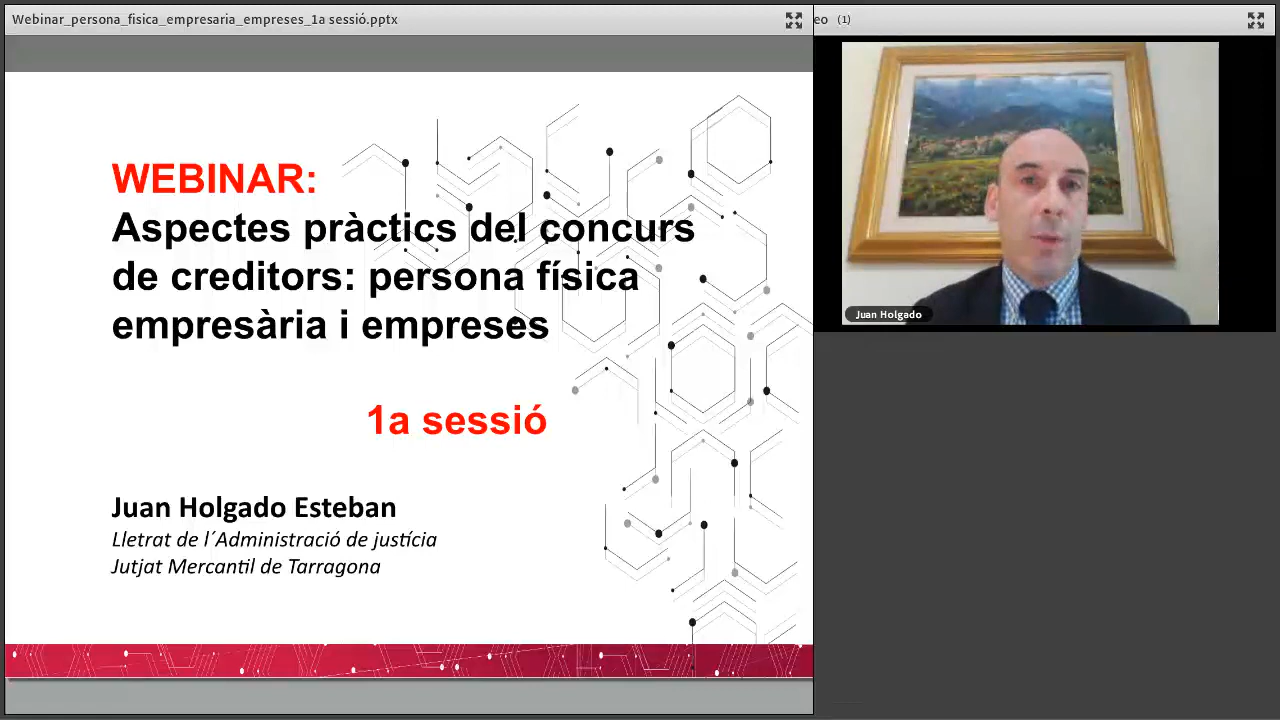 Webinar_persona_fisica_empresaria_empreses_1a sessió.pptx
eo (1)
WEBINAR:
Aspectes pràctics del concurs
de creditors: persona física
empresària i empreses
1a sessió
Juan Holgado Esteban
Lletrat de l´Administració de justícia
Jutjat Mercantil de Tarragona
Juan Holgado